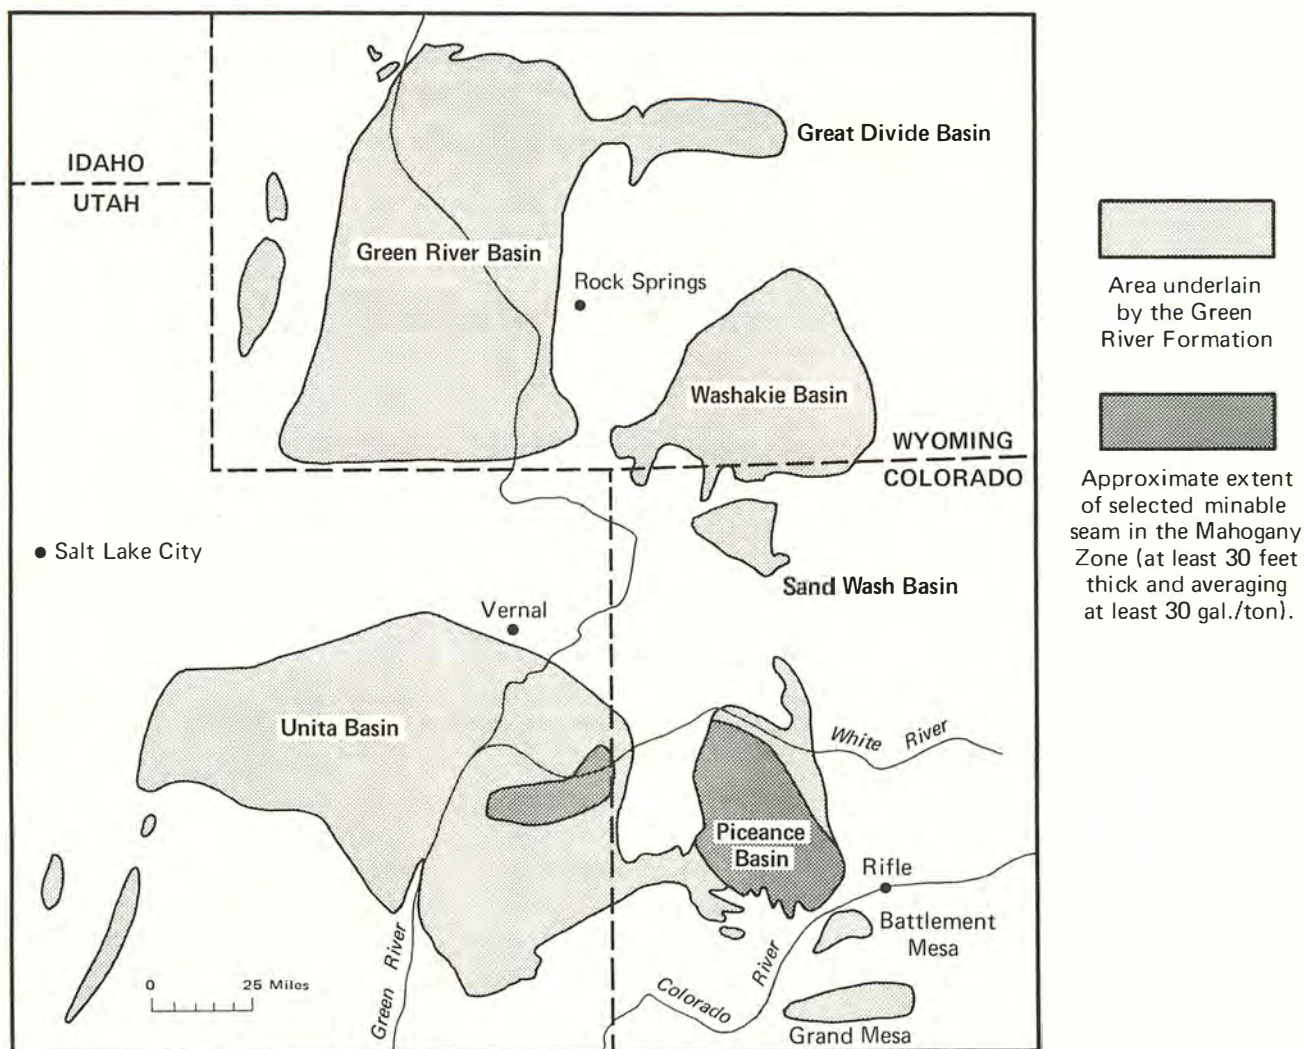 IDAHO
UTAH
Great Divide Basin
Green River Basin
Rock Springs
Washakie Basin
WYOMING
COLORADO
Salt Lake City
Sand Wash Basin
Vernal
Unita Basin
White River
Piceance
Basin
Rifle
Battlement
Mesa
Green River
Colorado River
Grand Mesa
0 25 Miles
Area underlain
by the Green
River Formation
Approximate extent
of selected minable
seam in the Mahogany
Zone (at least 30 feet
thick and averaging
at least 30 gal./ton).